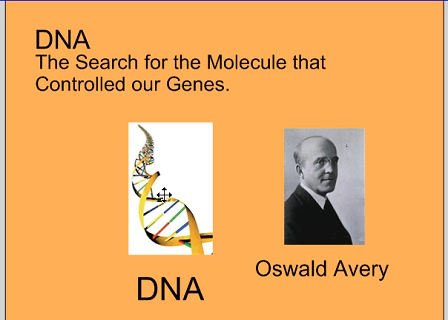 DNA
The Search for the Molecule that
Controlled our Genes.
DNA
Oswald Avery